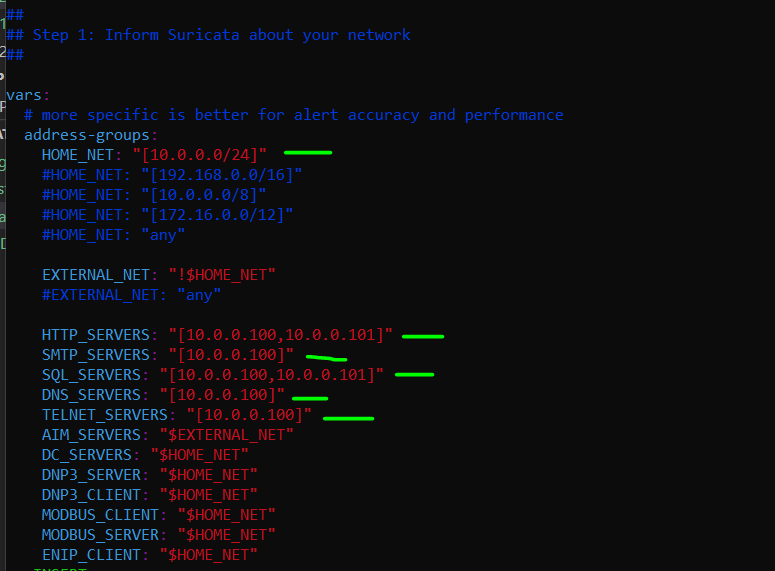 ##
## Step 1: Inform Suricata about your network
##
vars:
# more specific is better for alert accuracy and performance
address-groups:
HOME_NET: "[10.0.0.0/24]"
#HOME_NET: "[192.168.0.0/16]"
#HOME_NET: "[10.0.0.0/8]"
#HOME_NET: "[172.16.0.0/12]"
#HOME_NET: "any"
EXTERNAL_NET: "!$HOME_NET"
#EXTERNAL_NET: "any"
HTTP_SERVERS: "[10.0.0.100,10.0.0.101]"
SMTP_SERVERS: "[10.0.0.100]"
SQL_SERVERS: "[10.0.0.100,10.0.0.101]"
DNS_SERVERS: "[10.0.0.100]"
TELNET_SERVERS: "[10.0.0.100]"
AIM_SERVERS: "$EXTERNAL_NET"
DC_SERVERS: "$HOME_NET"
DNP3_SERVER: "$HOME_NET"
DNP3_CLIENT: "$HOME_NET"
MODBUS_CLIENT: "$HOME_NET"
MODBUS_SERVER: "$HOME_NET"
ENIP_CLIENT: "$HOME_NET"